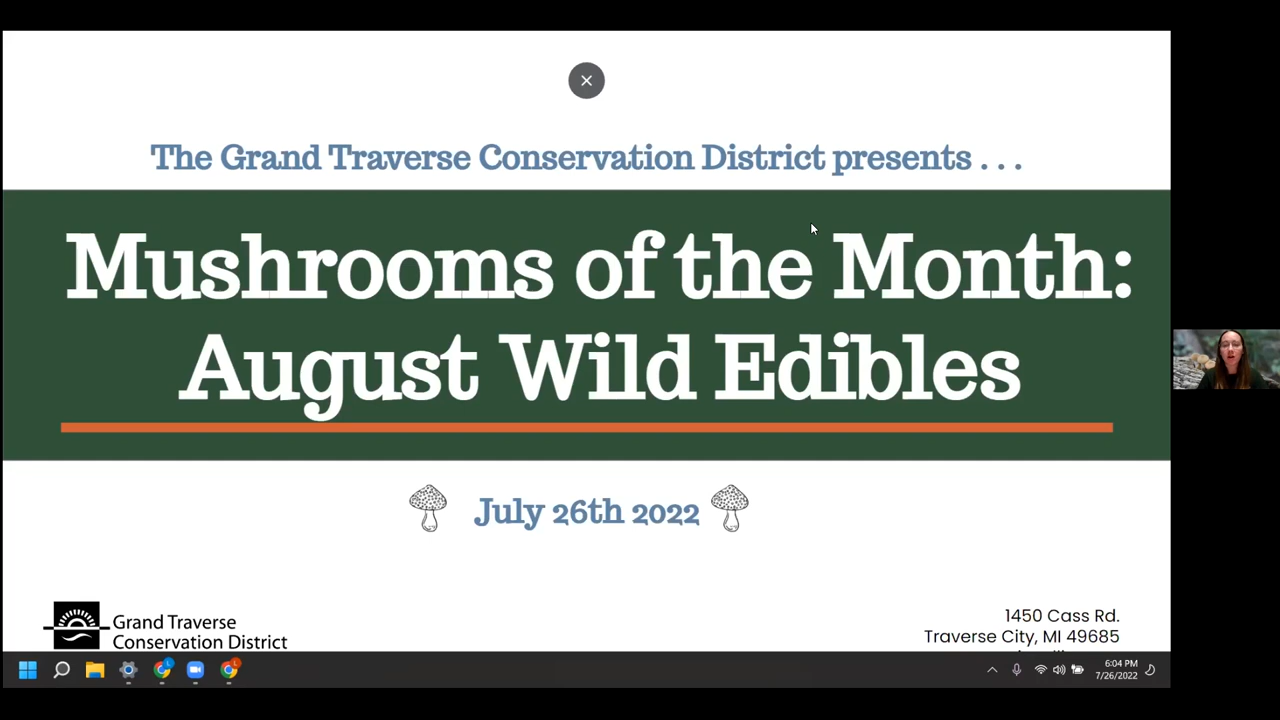 The Grand Traverse Conservation District presents . . .
Mushrooms of the Month:
August Wild Edibles
July 26th 2022
Grand Traverse
Conservation District
1450 Cass Rd.
Traverse City, MI 49685
6:04 PM
7/26/2022